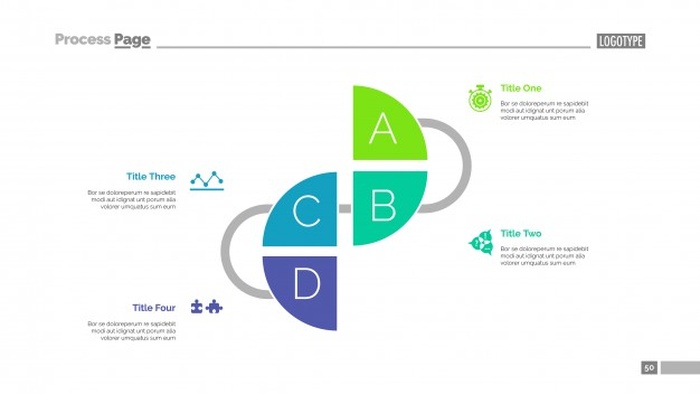 Process Page
LOGOTYPE
A
Title One
Bor se doloreperum re sapidebit
modi aut idignat unt porum alia
volorer umquatus sum eum
Title Three
Bor se doloreperum re sapidebit
modi aut idignat unt porum alia
volorer umquatus sum eum
C
B
Title Two
Bor se doloreperum re sapidebit
modi aut idignat unt porum alia
volorer umquatus sum eum
D
Title Four
Bor se doloreperum re sapidebit
modi aut idignat unt porum alia
volorer umquatus sum eum
50